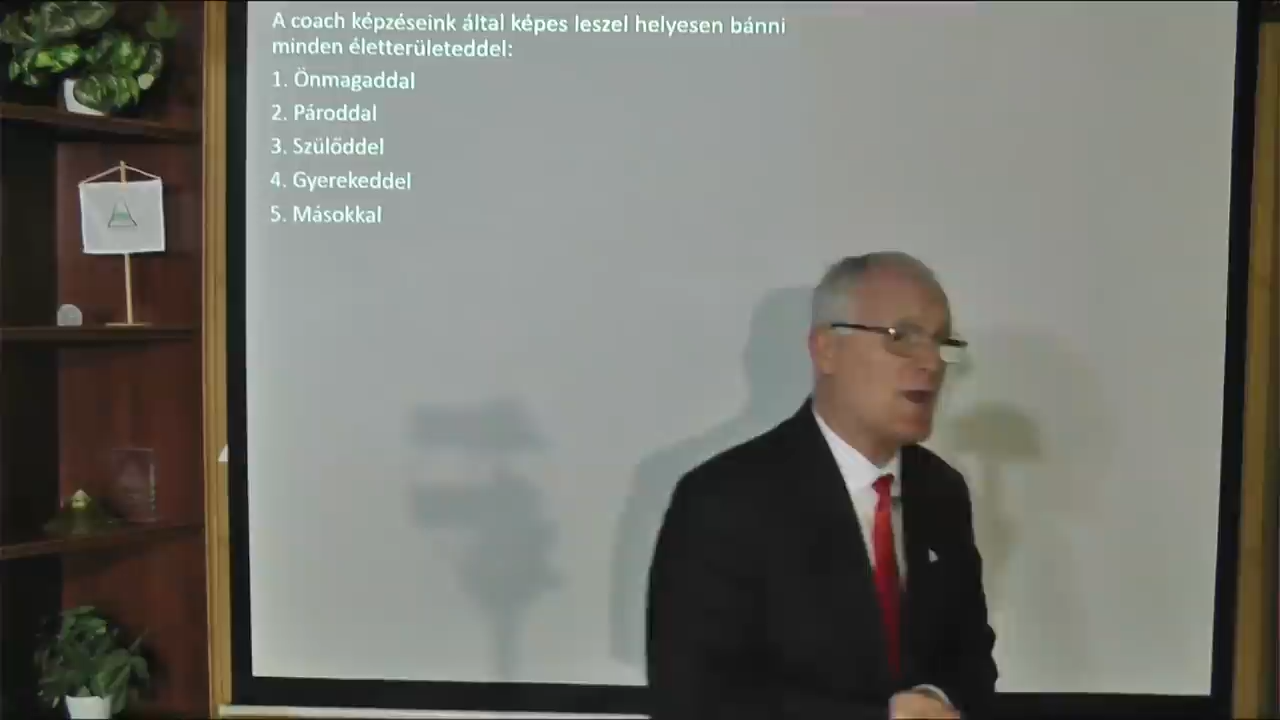 A coach képzéseink által képes leszel helyesen bánni
minden életterületeddel:
1. Önmagaddal
2. Pároddal
3. Szülőddel
4. Gyerekeddel
5. Másokkal